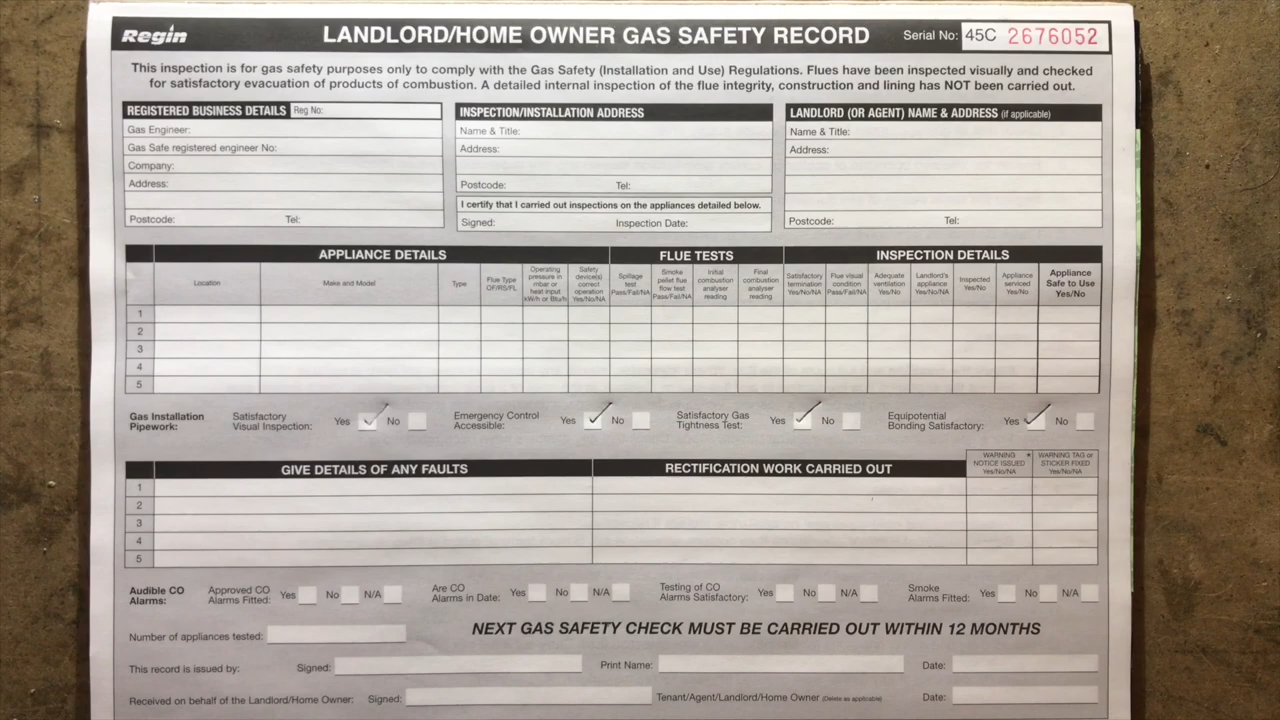 Regin LANDLORD/HOME OWNER GAS SAFETY RECORD Serial No: 45C 2676052
This inspection is for gas safety purposes only to comply with the Gas Safety (Installation and Use) Regulations. Flues have been inspected visually and checked
for satisfactory evacuation of products of combustion. A detailed internal inspection of the flue integrity, construction and lining has NOT been carried out.
REGISTERED BUSINESS DETAILS Reg No:
Gas Engineer:
Gas Safe registered engineer No:
Company:
Address:
Postcode: Tel:
INSPECTION/INSTALLATION ADDRESS
Name & Title:
Address:
Postcode: Tel:
I certify that I carried out inspections on the appliances detailed below.
Signed: Inspection Date:
LANDLORD (OR AGENT) NAME & ADDRESS (if applicable)
Name & Title:
Address:
Postcode: Tel:
APPLIANCE DETAILS FLUE TESTS INSPECTION DETAILS
Location
Make and Model
Type
Flue Type
OF/RS/FL
Operating
pressure in
mbar or
heat input
kW/h or Btu/h
Safety
device(s)
correct
operation
Yes/No/NA
Spillage
test
Pass/Fail/NA
Smoke
pellet flue
flow test
Pass/Fail/NA
Initial
combustion
analyser
reading
Final
combustion
analyser
reading
Satisfactory
termination
Yes/No/NA
Flue visual
condition
Pass/Fail/NA
Adequate
ventilation
Yes/No
Landlord's
appliance
Yes/No/NA
Inspected
Yes/No
Appliance
serviced
Yes/No
Appliance
Safe to Use
Yes/No
1
2
3
4
5
Gas Installation
Pipework:
Satisfactory
Visual Inspection:
Yes No
Emergency Control
Accessible:
Yes No
Satisfactory Gas
Tightness Test:
Yes No
Equipotential
Bonding Satisfactory:
Yes No
GIVE DETAILS OF ANY FAULTS RECTIFICATION WORK CARRIED OUT
WARNING *
NOTICE ISSUED
Yes/No/NA
WARNING TAG or
STICKER FIXED
Yes/No/NA
1
2
3
4
5
Audible CO
Alarms:
Approved CO
Alarms Fitted:
Yes No N/A
Are CO
Alarms in Date:
Yes No N/A
Testing of CO
Alarms Satisfactory:
Yes No N/A
Smoke
Alarms Fitted:
Yes No N/A
Number of appliances tested: NEXT GAS SAFETY CHECK MUST BE CARRIED OUT WITHIN 12 MONTHS
This record is issued by: Signed: Print Name: Date:
Received on behalf of the Landlord/Home Owner: Signed: Tenant/Agent/Landlord/Home Owner (Delete as applicable) Date: